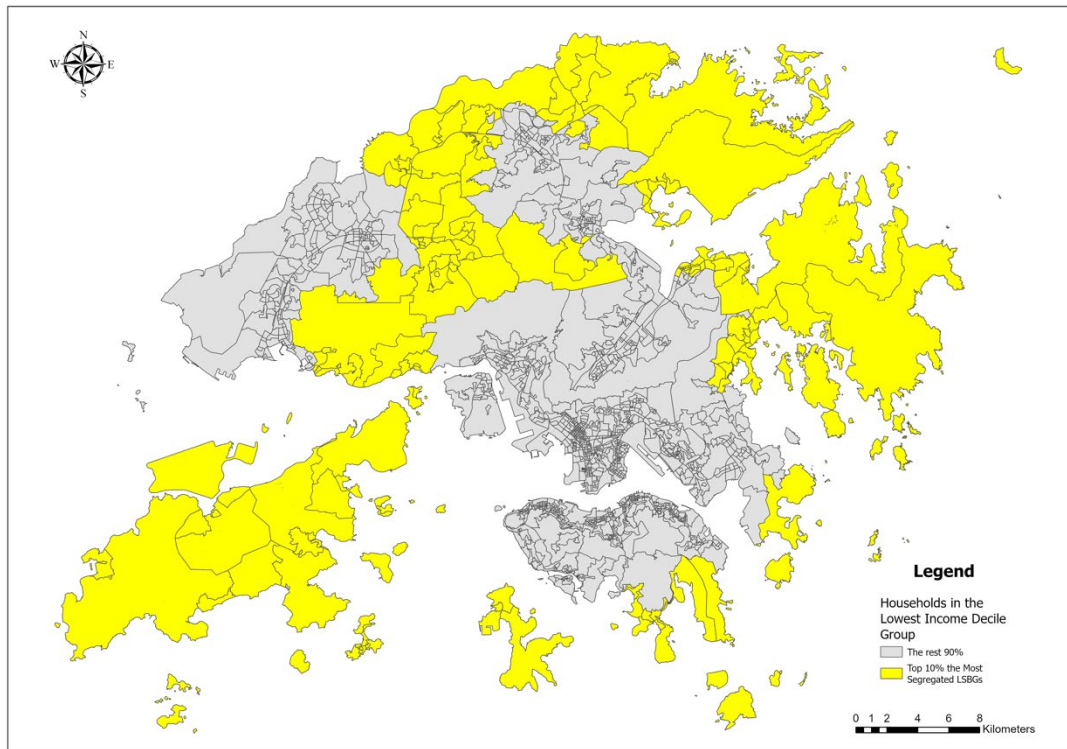 N
W E
S
Legend
Households in the
Lowest Income Decile
Group
The rest 90%
Top 10% the Most
Segregated LSBGs
0 1 2 4 6 8
Kilometers